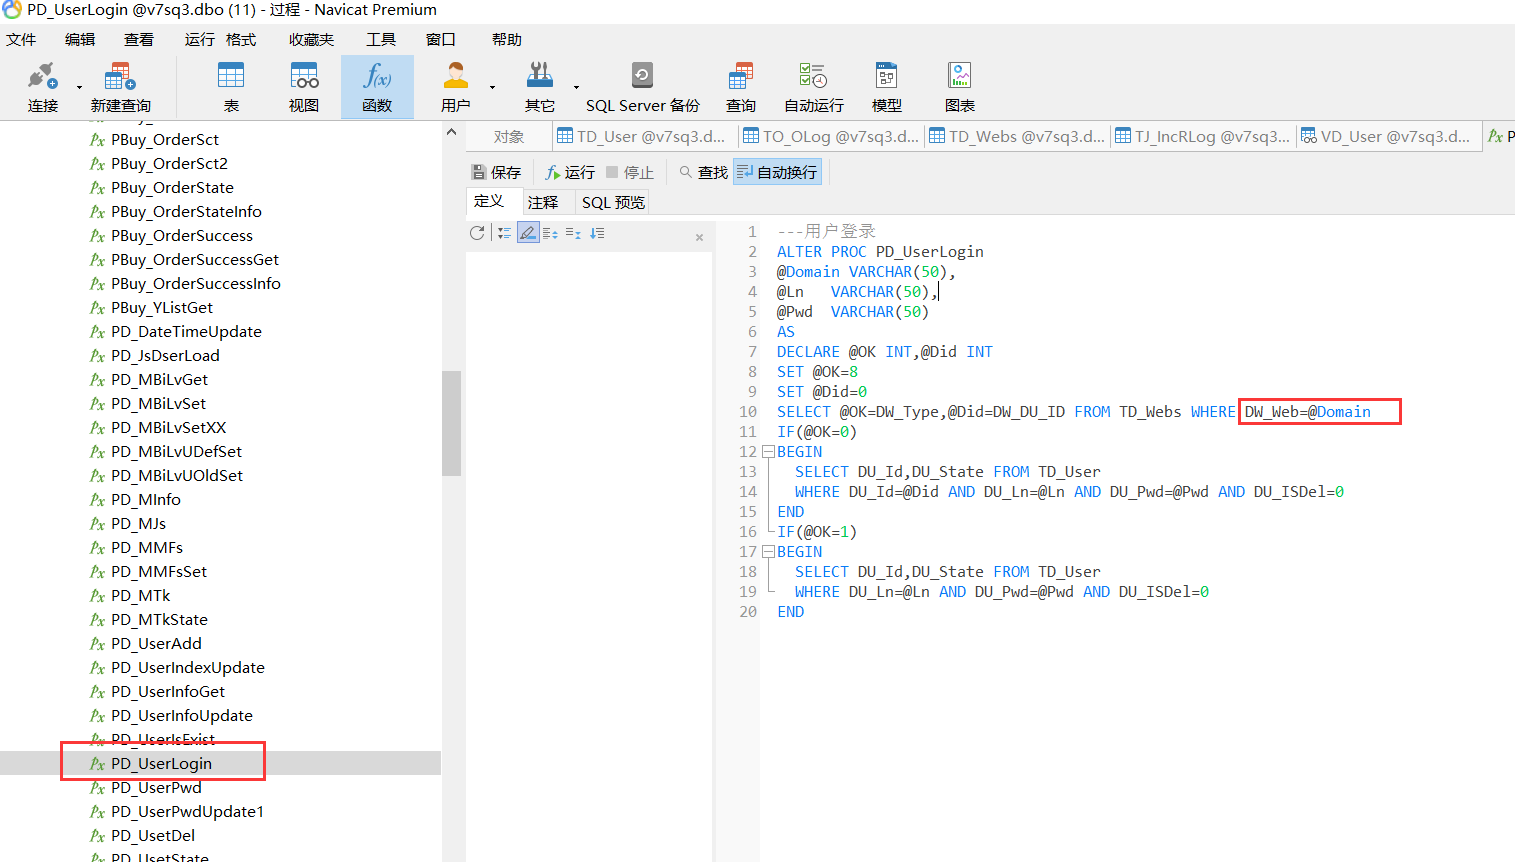 PD_UserLogin @v7sq3.dbo (11) - 过程 - Navicat Premium
文件 编辑 查看 运行 格式 收藏夹 工具 窗口 帮助
连接 新建查询 表 视图 函数 用户 其它 SQL Server 备份 查询 自动运行 模型 图表
对象 TD_User @v7sq3.d... TO_OLog @v7sq3.d... TD_Webs @v7sq3.d... TJ_IncRLog @v7sq3... VD_User @v7sq3.d... P
保存 运行 停止 查找 自动换行
定义 注释 SQL 预览
PBuy_OrderSct
PBuy_OrderSct2
PBuy_OrderState
PBuy_OrderStateInfo
PBuy_OrderSuccess
PBuy_OrderSuccessGet
PBuy_OrderSuccessInfo
PBuy_YListGet
PD_DateTimeUpdate
PD_JsDserLoad
PD_MBiLvGet
PD_MBiLvSet
PD_MBiLvSetXX
PD_MBiLvUDefSet
PD_MBiLvUOldSet
PD_MInfo
PD_MJs
PD_MMFs
PD_MMFsSet
PD_MTk
PD_MTkState
PD_UserAdd
PD_UserIndexUpdate
PD_UserInfoGet
PD_UserInfoUpdate
PD_UserIsExist
PD_UserLogin
PD_UserPwd
PD_UserPwdUpdate1
PD_UsetDel
PD_UsetState
1 ---用户登录
2 ALTER PROC PD_UserLogin
3 @Domain VARCHAR(50),
4 @Ln   VARCHAR(50),
5 @Pwd  VARCHAR(50)
6 AS
7 DECLARE @OK INT,@Did INT
8 SET @OK=8
9 SET @Did=0
10 SELECT @OK=DW_Type,@Did=DW_DU_ID FROM TD_Webs WHERE DW_Web=@Domain
11 IF(@OK=0)
12 BEGIN
13   SELECT DU_Id,DU_State FROM TD_User
14   WHERE DU_Id=@Did AND DU_Ln=@Ln AND DU_Pwd=@Pwd AND DU_ISDel=0
15 END
16 IF(@OK=1)
17 BEGIN
18   SELECT DU_Id,DU_State FROM TD_User
19   WHERE DU_Ln=@Ln AND DU_Pwd=@Pwd AND DU_ISDel=0
20 END